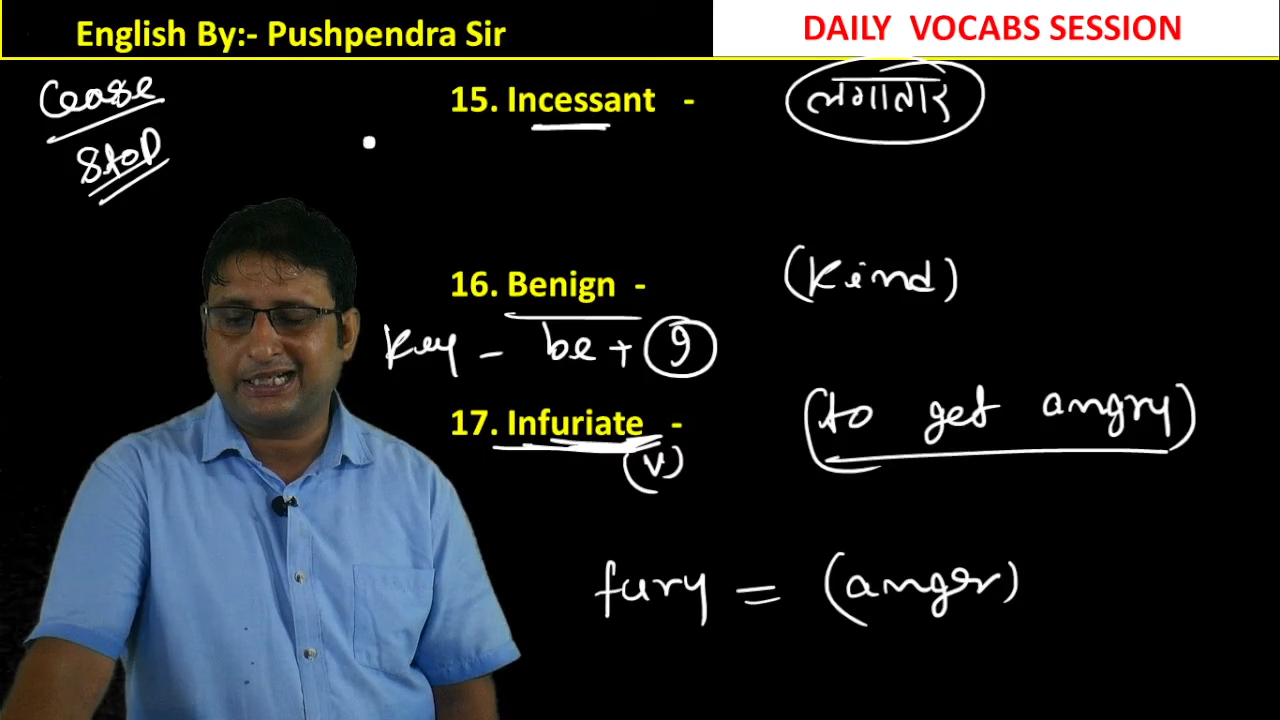 English By:- Pushpendra Sir
DAILY VOCABS SESSION
Cease
Stop
15. Incessant - लगातार
16. Benign - (Kind)
Key - be + 9
17. Infuriate - (to get angry)
(v)
fury = (anger)